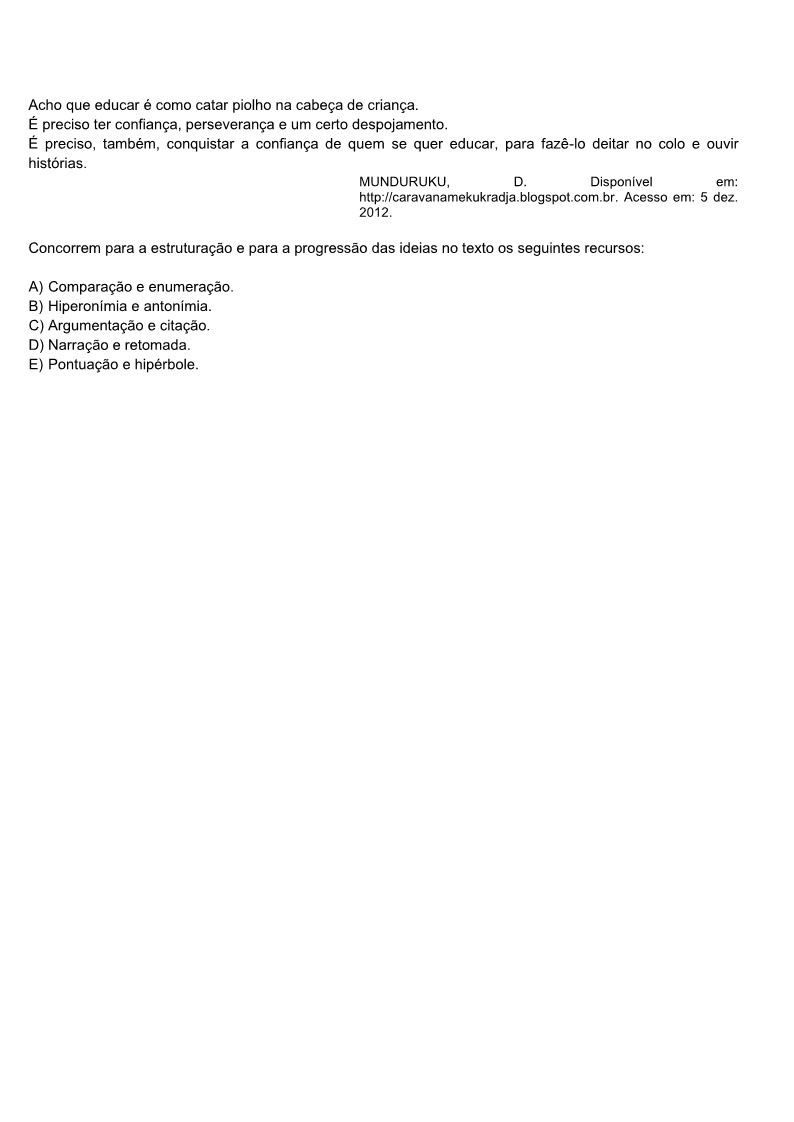 Acho que educar é como catar piolho na cabeça de criança.
É preciso ter confiança, perseverança e um certo despojamento.
É preciso, também, conquistar a confiança de quem se quer educar, para fazê-lo deitar no colo e ouvir
histórias.
MUNDURUKU, D. Disponível em:
http://caravanamekukradja.blogspot.com.br. Acesso em: 5 dez.
2012.
Concorrem para a estruturação e para a progressão das ideias no texto os seguintes recursos:
A) Comparação e enumeração.
B) Hiperonímia e antonímia.
C) Argumentação e citação.
D) Narração e retomada.
E) Pontuação e hipérbole.